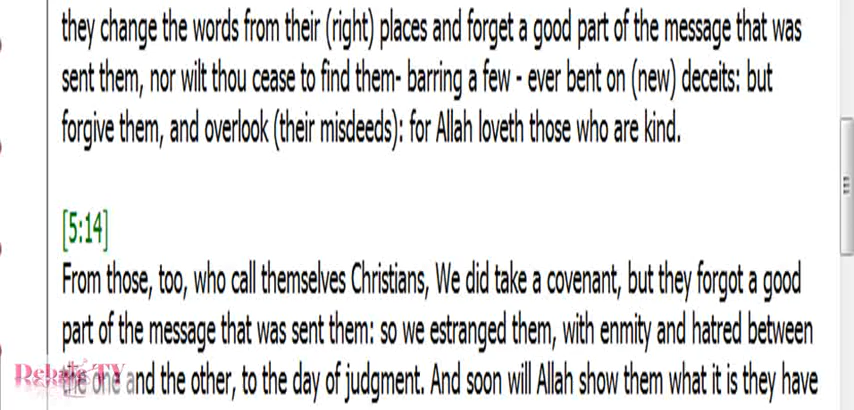 they change the words from their (right) places and forget a good part of the message that was
sent them, nor wilt thou cease to find them- barring a few - ever bent on (new) deceits: but
forgive them, and overlook (their misdeeds): for Allah loveth those who are kind.
[5:14]
From those, too, who call themselves Christians, We did take a covenant, but they forgot a good
part of the message that was sent them: so we estranged them, with enmity and hatred between
the one and the other, to the day of judgment. And soon will Allah show them what it is they have